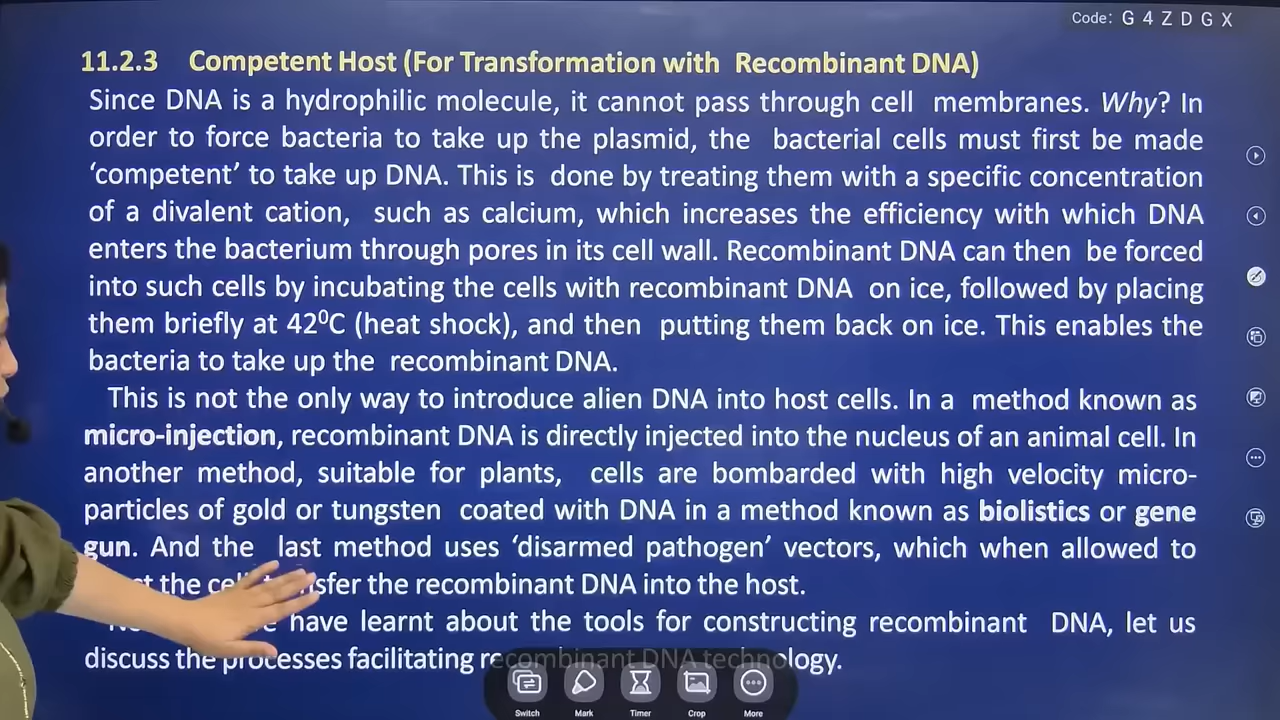 Code: G 4 Z D G X
11.2.3 Competent Host (For Transformation with Recombinant DNA)
Since DNA is a hydrophilic molecule, it cannot pass through cell membranes. Why? In
order to force bacteria to take up the plasmid, the bacterial cells must first be made
‘competent’ to take up DNA. This is done by treating them with a specific concentration
of a divalent cation, such as calcium, which increases the efficiency with which DNA
enters the bacterium through pores in its cell wall. Recombinant DNA can then be forced
into such cells by incubating the cells with recombinant DNA on ice, followed by placing
them briefly at 42⁰C (heat shock), and then putting them back on ice. This enables the
bacteria to take up the recombinant DNA.
This is not the only way to introduce alien DNA into host cells. In a method known as
micro-injection, recombinant DNA is directly injected into the nucleus of an animal cell. In
another method, suitable for plants, cells are bombarded with high velocity micro-
particles of gold or tungsten coated with DNA in a method known as biolistics or gene
gun. And the last method uses ‘disarmed pathogen’ vectors, which when allowed to
the the recombinant DNA into the host.
have learnt about the tools for constructing recombinant DNA, let us
discuss the processes facilitating recombinant DNA technology.
Switch Mark Timer Crop More